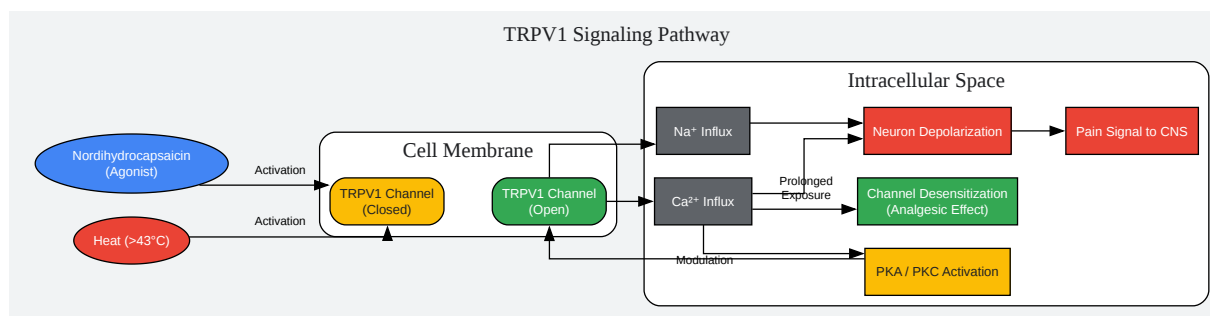 TRPV1 Signaling Pathway
Intracellular Space
Cell Membrane
Nordihydrocapsaicin
(Agonist)
Heat (>43°C)
Activation
Activation
TRPV1 Channel
(Closed)
TRPV1 Channel
(Open)
Na⁺ Influx
Ca²⁺ Influx
Neuron Depolarization
Pain Signal to CNS
Prolonged
Exposure
Channel Desensitization
(Analgesic Effect)
Modulation
PKA / PKC Activation